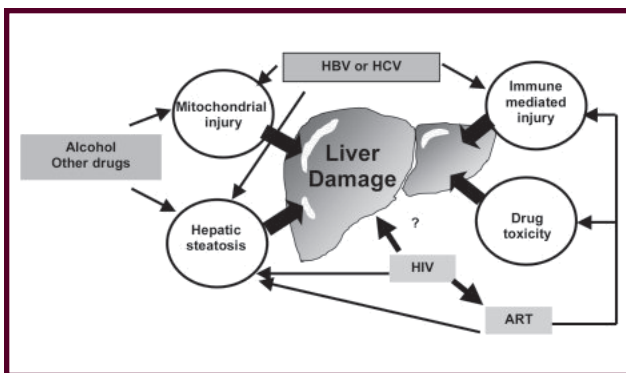 HBV or HCV
Mitochondrial
injury
Immune
mediated
injury
Alcohol
Other drugs
Liver
Damage
Hepatic
steatosis
?
Drug
toxicity
HIV
ART